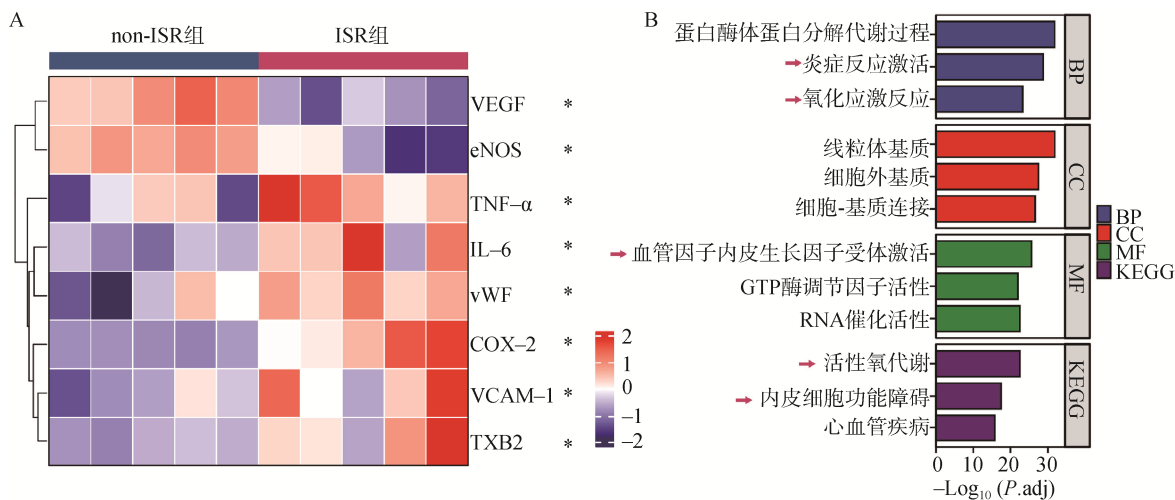 A
non-ISR组
ISR组
VEGF *
eNOS *
TNF–α *
IL–6 *
vWF *
COX–2 *
VCAM–1 *
TXB2 *
2
1
0
–1
–2
B
蛋白酶体蛋白分解代谢过程
炎症反应激活
氧化应激反应
BP
线粒体基质
细胞外基质
细胞-基质连接
CC
血管因子内皮生长因子受体激活
GTP酶调节因子活性
RNA催化活性
MF
活性氧代谢
内皮细胞功能障碍
心血管疾病
KEGG
0 10 20 30
–Log10 (P.adj)
BP
CC
MF
KEGG